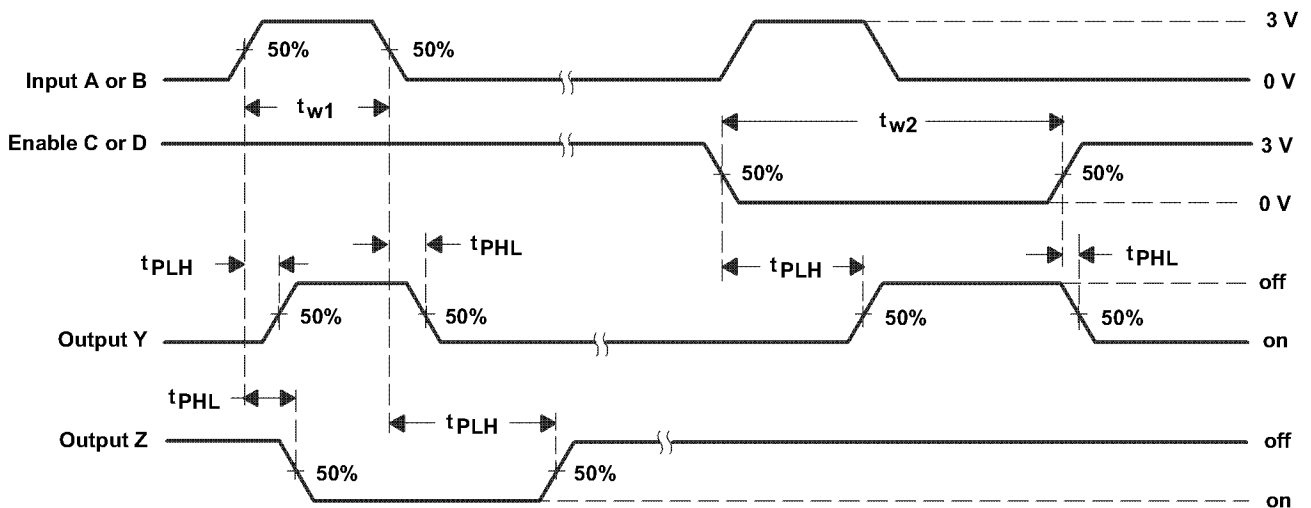 3 V
50% 50%
Input A or B 0 V
tw1 tw2
Enable C or D 3 V
50% 50%
0 V
tPHL
tPLH tPLH tPHL
off
50% 50% 50% 50%
Output Y on
tPHL
tPLH
Output Z off
50% 50%
on